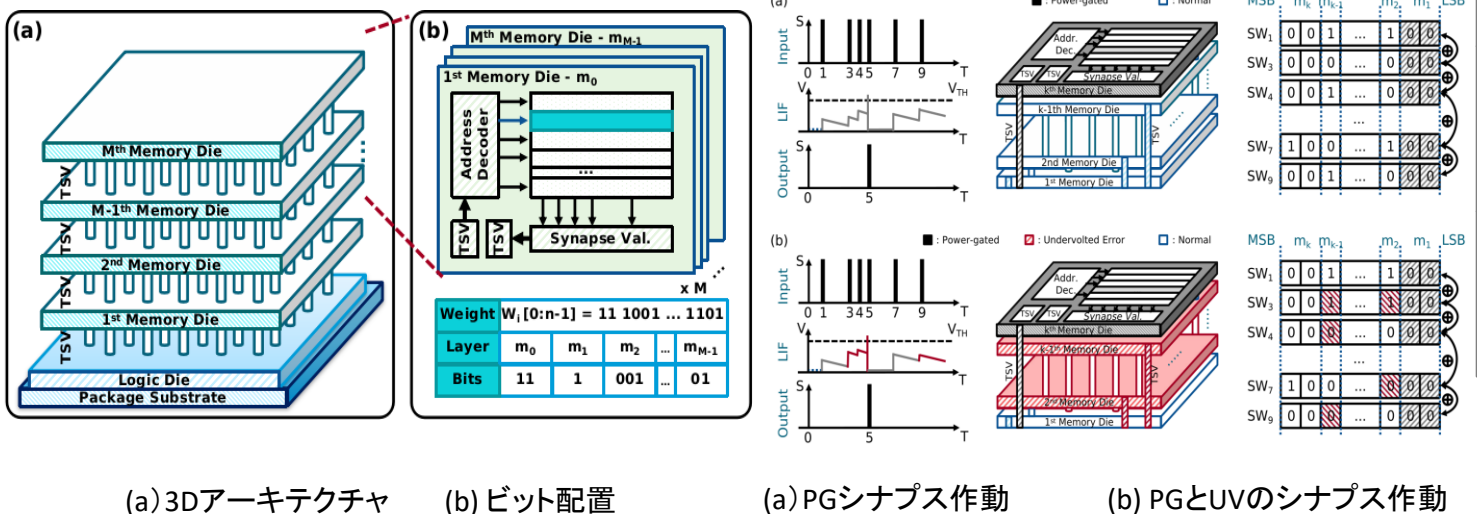 (a)
Mth Memory Die
TSV
M-1th Memory Die
TSV
2nd Memory Die
TSV
1st Memory Die
TSV
Logic Die
Package Substrate
(b)
Mth Memory Die - mM-1
1st Memory Die - m0
Address
Decoder
...
TSV
TSV
Synapse Val.
...
x M
Weight Wi [0:n-1] = 11 1001 ... 1101
Layer m0 m1 m2 ... mM-1
Bits 11 1 001 ... 01
(a)
: Power-gated
: Normal
Input
S
0 1 3 4 5 7 9 T
LIF
V
VTH
T
Output
S
0 5 T
Addr.
Dec.
TSV TSV Synapse Val.
kth Memory Die
k-1th Memory Die
TSV
TSV
2nd Memory Die
1st Memory Die
MSB mk mk-1 m2 m1 LSB
SW1 0 0 1 ... 1 0 0
SW3 0 0 0 ... 0 0 0
SW4 0 0 1 ... 0 0 0
...
SW7 1 0 0 ... 1 0 0
SW9 0 0 1 ... 0 0 0
(b)
: Power-gated
: Undervolted Error
: Normal
Input
S
0 1 3 4 5 7 9 T
LIF
V
VTH
T
Output
S
0 5 T
Addr.
Dec.
TSV TSV Synapse Val.
kth Memory Die
k-1st Memory Die
TSV
TSV
2nd Memory Die
1st Memory Die
MSB mk mk-1 m2 m1 LSB
SW1 0 0 1 ... 1 0 0
SW3 0 0 ... 1 0 0
SW4 0 0 0 ... 0 0 0
...
SW7 1 0 0 ... 0 0 0
SW9 0 0 0 ... 0 0 0
(a)3Dアーキテクチャ
(b) ビット配置
(a)PGシナプス作動
(b) PGとUVのシナプス作動